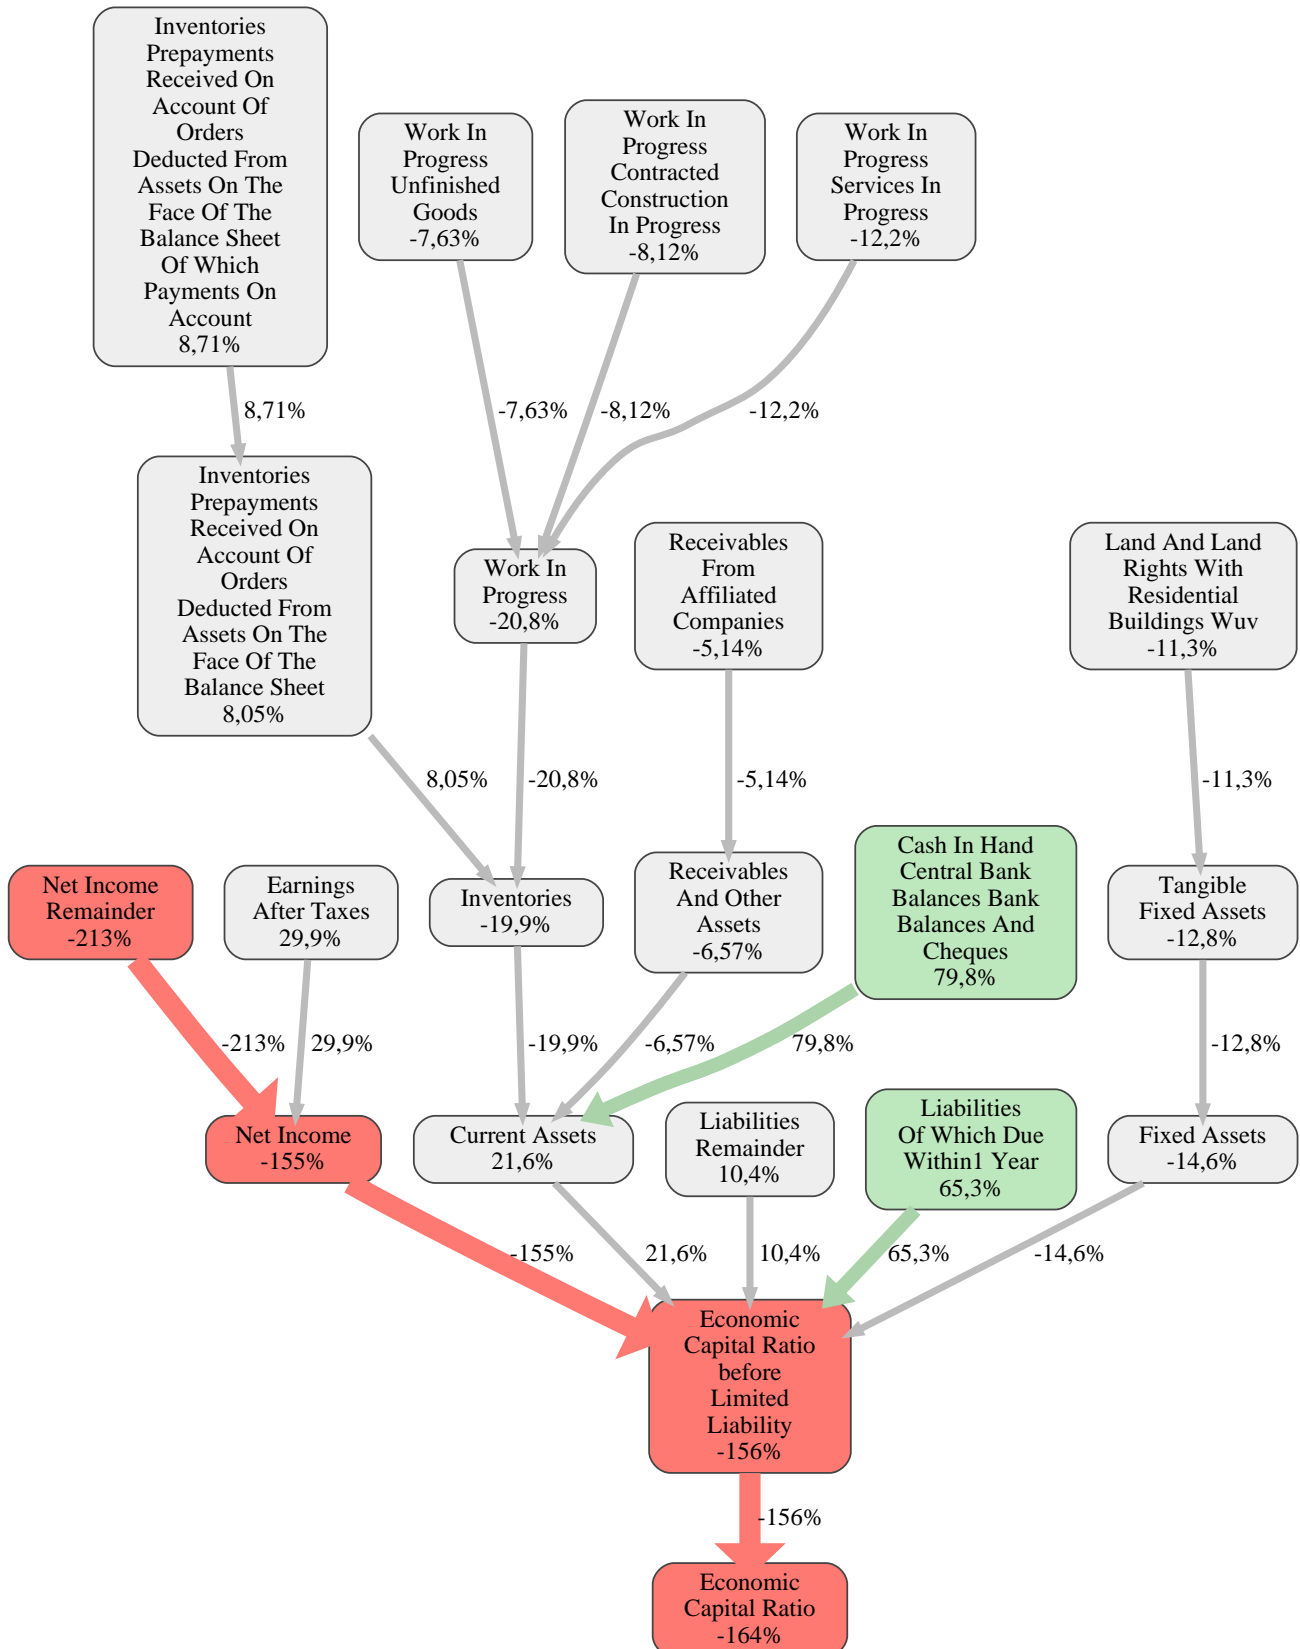 Inventories
Prepayments
Received On
Account Of
Orders
Deducted From
Assets On The
Face Of The
Balance Sheet
Of Which
Payments On
Account
8,71%
Work In
Progress
Unfinished
Goods
-7,63%
Work In
Progress
Contracted
Construction
In Progress
-8,12%
Work In
Progress
Services In
Progress
-12,2%
8,71%
-7,63%
-8,12%
-12,2%
Inventories
Prepayments
Received On
Account Of
Orders
Deducted From
Assets On The
Face Of The
Balance Sheet
8,05%
Work In
Progress
-20,8%
Receivables
From
Affiliated
Companies
-5,14%
Land And Land
Rights With
Residential
Buildings Wuv
-11,3%
8,05%
-20,8%
-5,14%
-11,3%
Net Income
Remainder
-213%
Earnings
After Taxes
29,9%
Inventories
-19,9%
Receivables
And Other
Assets
-6,57%
Cash In Hand
Central Bank
Balances Bank
Balances And
Cheques
79,8%
Tangible
Fixed Assets
-12,8%
-213%
29,9%
-19,9%
-6,57%
79,8%
-12,8%
Net Income
-155%
Current Assets
21,6%
Liabilities
Remainder
10,4%
Liabilities
Of Which Due
Within1 Year
65,3%
Fixed Assets
-14,6%
-155%
21,6%
10,4%
65,3%
-14,6%
Economic
Capital Ratio
before
Limited
Liability
-156%
-156%
Economic
Capital Ratio
-164%